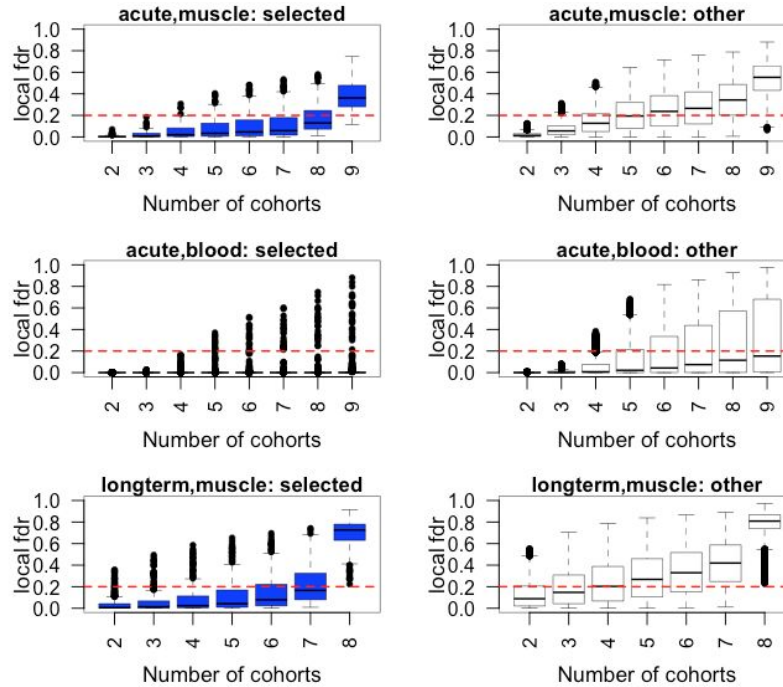 acute,muscle: selected
local fdr
1.0
0.8
0.6
0.4
0.2
0.0
2 3 4 5 6 7 8 9
Number of cohorts
acute,muscle: other
local fdr
1.0
0.8
0.6
0.4
0.2
0.0
2 3 4 5 6 7 8 9
Number of cohorts
acute,blood: selected
local fdr
1.0
0.8
0.6
0.4
0.2
0.0
2 3 4 5 6 7 8 9
Number of cohorts
acute,blood: other
local fdr
1.0
0.8
0.6
0.4
0.2
0.0
2 3 4 5 6 7 8 9
Number of cohorts
longterm,muscle: selected
local fdr
1.0
0.8
0.6
0.4
0.2
0.0
2 3 4 5 6 7 8
Number of cohorts
longterm,muscle: other
local fdr
1.0
0.8
0.6
0.4
0.2
0.0
2 3 4 5 6 7 8
Number of cohorts